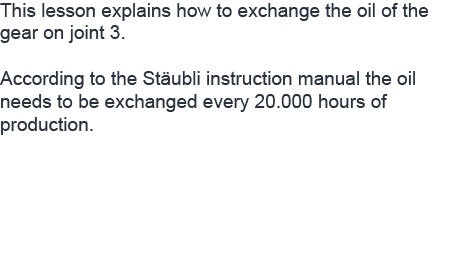 This lesson explains how to exchange the oil of the
gear on joint 3.
According to the Stäubli instruction manual the oil
needs to be exchanged every 20.000 hours of
production.